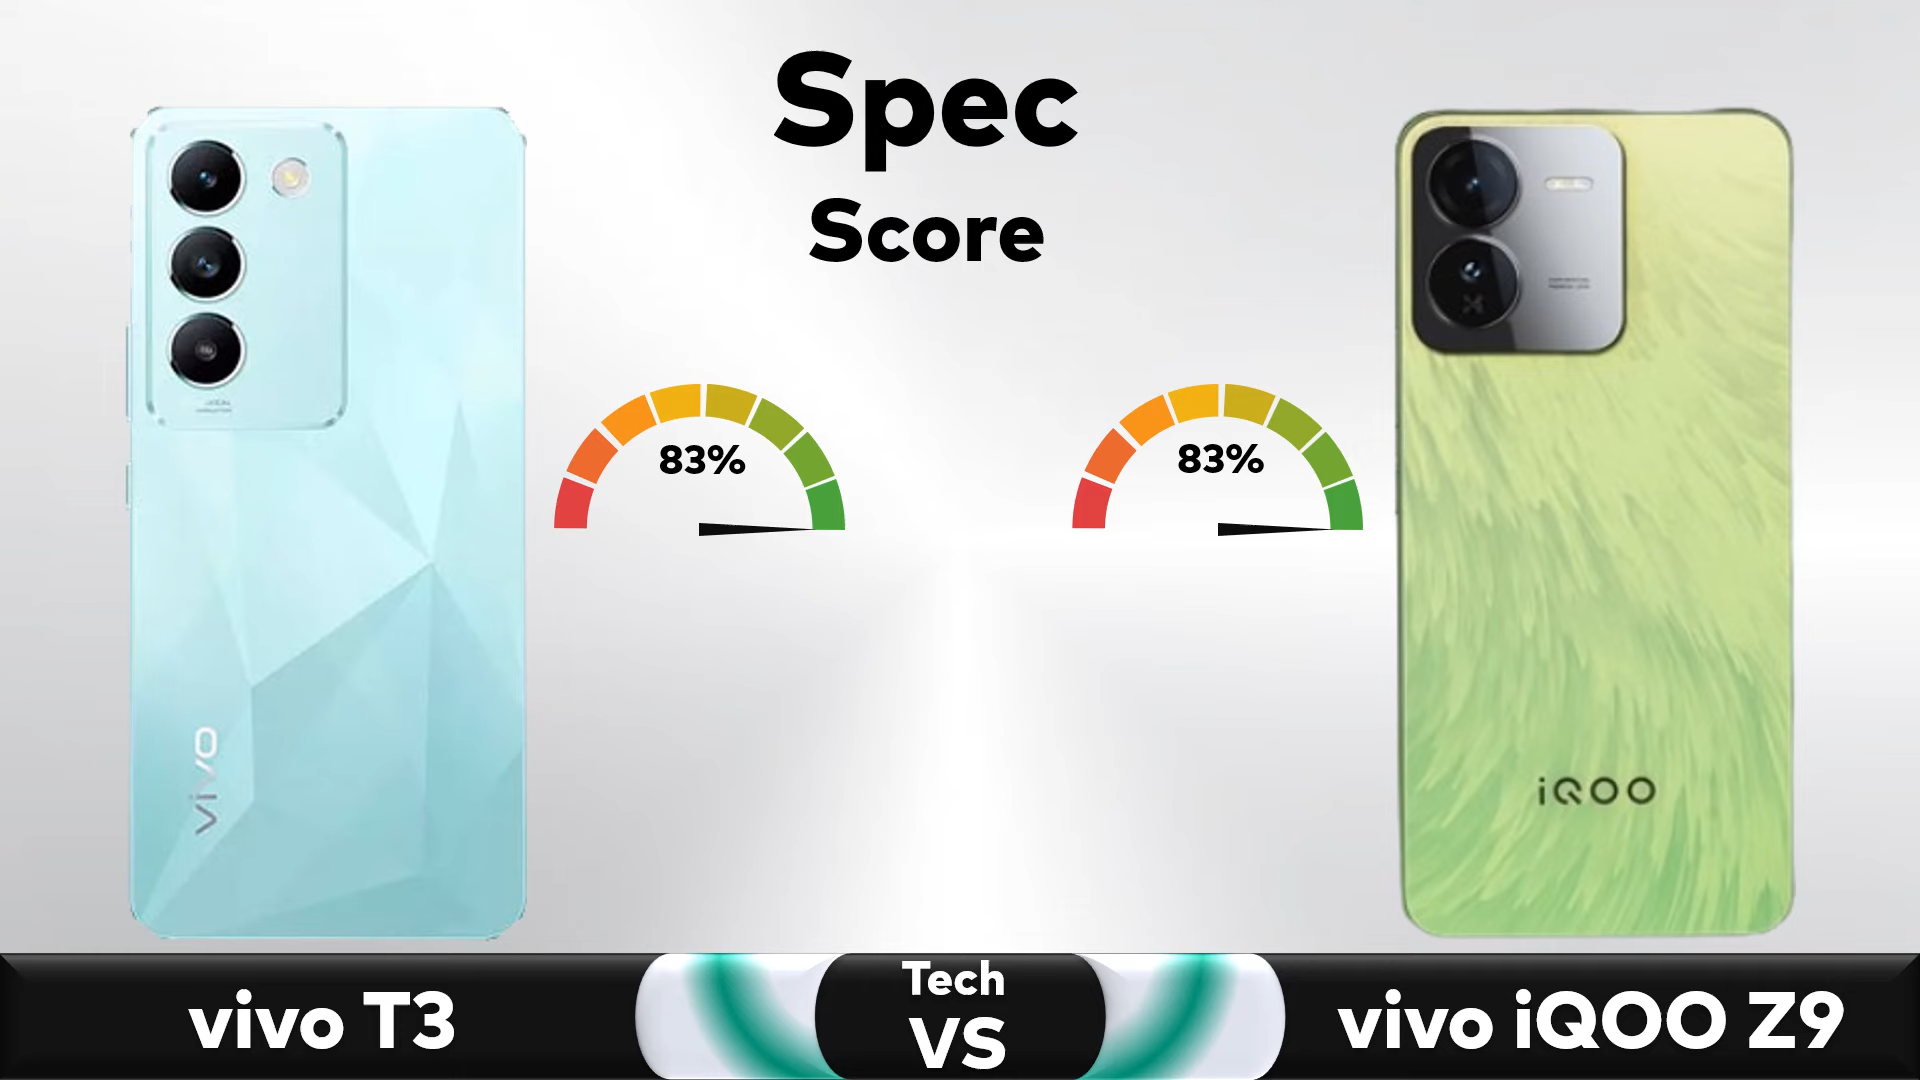 Spec
Score
83%
83%
vivo
iQOO
vivo T3
Tech
VS
vivo iQOO Z9